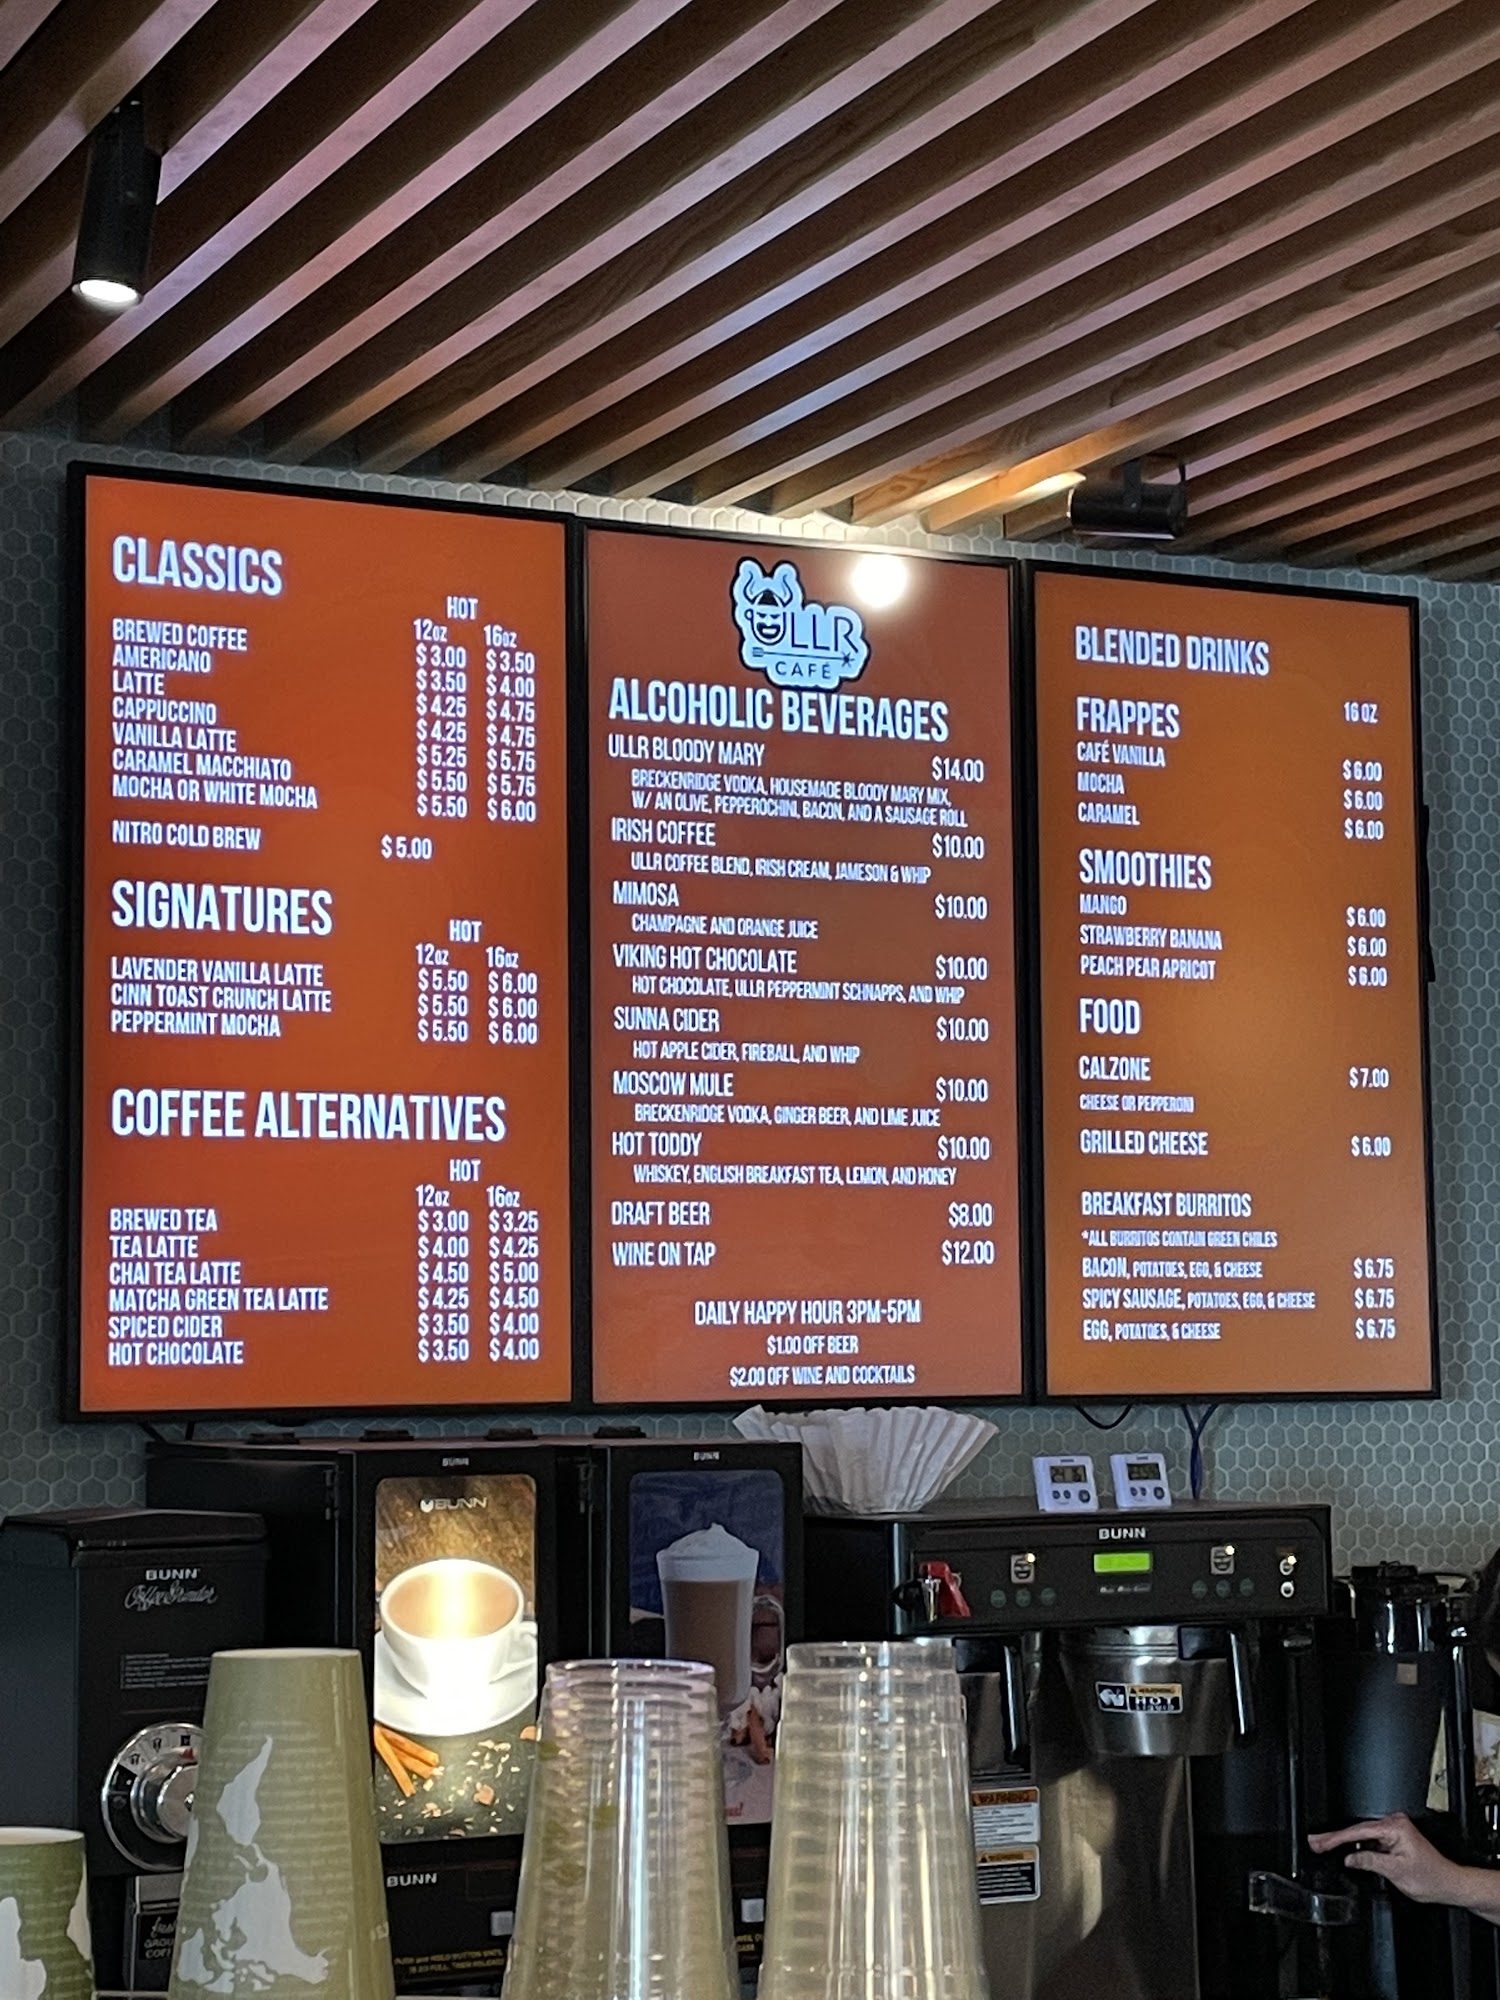 CLASSICS
HOT
12oz 16oz
BREWED COFFEE $3.00 $3.50
AMERICANO $3.50 $4.00
LATTE $4.25 $4.75
CAPPUCCINO $4.25 $4.75
VANILLA LATTE $5.25 $5.75
CARAMEL MACCHIATO $5.50 $5.75
MOCHA OR WHITE MOCHA $5.50 $6.00
NITRO COLD BREW $5.00
SIGNATURES
HOT
12oz 16oz
LAVENDER VANILLA LATTE $5.50 $6.00
CINN TOAST CRUNCH LATTE $5.50 $6.00
PEPPERMINT MOCHA $5.50 $6.00
COFFEE ALTERNATIVES
HOT
12oz 16oz
BREWED TEA $3.00 $3.25
TEA LATTE $4.00 $4.25
CHAI TEA LATTE $4.50 $5.00
MATCHA GREEN TEA LATTE $4.25 $4.50
SPICED CIDER $3.50 $4.00
HOT CHOCOLATE $3.50 $4.00
ULLR
CAFÉ
ALCOHOLIC BEVERAGES
ULLR BLOODY MARY $14.00
BRECKENRIDGE VODKA, HOUSEMADE BLOODY MARY MIX,
W/ AN OLIVE, PEPPEROCHINI, BACON, AND A SAUSAGE ROLL
IRISH COFFEE $10.00
ULLR COFFEE BLEND, IRISH CREAM, JAMESON & WHIP
MIMOSA $10.00
CHAMPAGNE AND ORANGE JUICE
VIKING HOT CHOCOLATE $10.00
HOT CHOCOLATE, ULLR PEPPERMINT SCHNAPPS, AND WHIP
SUNNA CIDER $10.00
HOT APPLE CIDER, FIREBALL, AND WHIP
MOSCOW MULE $10.00
BRECKENRIDGE VODKA, GINGER BEER, AND LIME JUICE
HOT TODDY $10.00
WHISKEY, ENGLISH BREAKFAST TEA, LEMON, AND HONEY
DRAFT BEER $8.00
WINE ON TAP $12.00
DAILY HAPPY HOUR 3PM-5PM
$1.00 OFF BEER
$2.00 OFF WINE AND COCKTAILS
BLENDED DRINKS
FRAPPES 16 OZ
CAFÉ VANILLA $6.00
MOCHA $6.00
CARAMEL $6.00
SMOOTHIES
MANGO $6.00
STRAWBERRY BANANA $6.00
PEACH PEAR APRICOT $6.00
FOOD
CALZONE $7.00
CHEESE OR PEPPERONI
GRILLED CHEESE $6.00
BREAKFAST BURRITOS
*ALL BURRITOS CONTAIN GREEN CHILES
BACON, POTATOES, EGG, & CHEESE $6.75
SPICY SAUSAGE, POTATOES, EGG, & CHEESE $6.75
EGG, POTATOES, & CHEESE $6.75
BUNN
BUNN
BUNN
BUNN
BUNN
BUNN
WARNING
HOT
LIQUID
WARNING